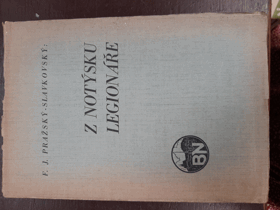 F. J. PRAŽSKÝ-SLAVKOVSKÝ:
Z NOTÝSKU
LEGIONÁŘE
BN